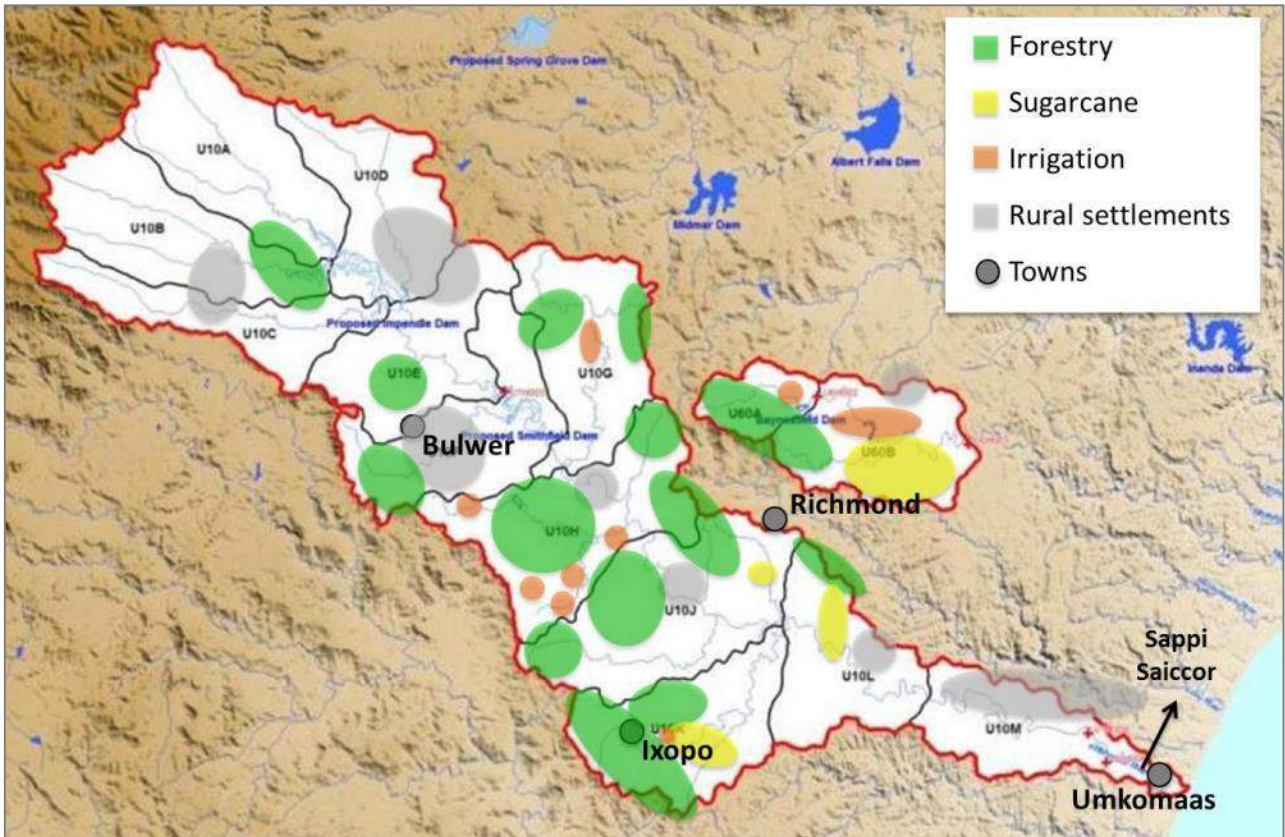 Forestry
Sugarcane
Irrigation
Rural settlements
Towns
Proposed Spring Grove Dam
Albert Falls Dam
Midmar Dam
Inanda Dam
U10A
U10D
U10B
U10C
Proposed Impendle Dam
U10E
U10G
U60A
Baynesfield Dam
U60B
Bulwer
Proposed Smithfield Dam
Richmond
U10H
U10J
U10L
Sappi
Saiccor
U10M
Ixopo
Umkomaas